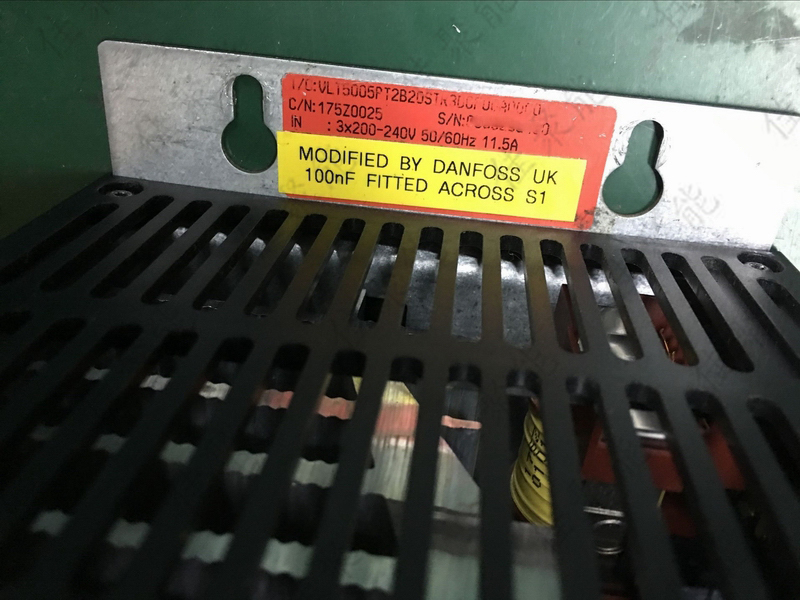 C/N:175Z0025 S/N:
IN : 3x200-240V 50/60Hz 11.5A
MODIFIED BY DANFOSS UK
100nF FITTED ACROSS S1